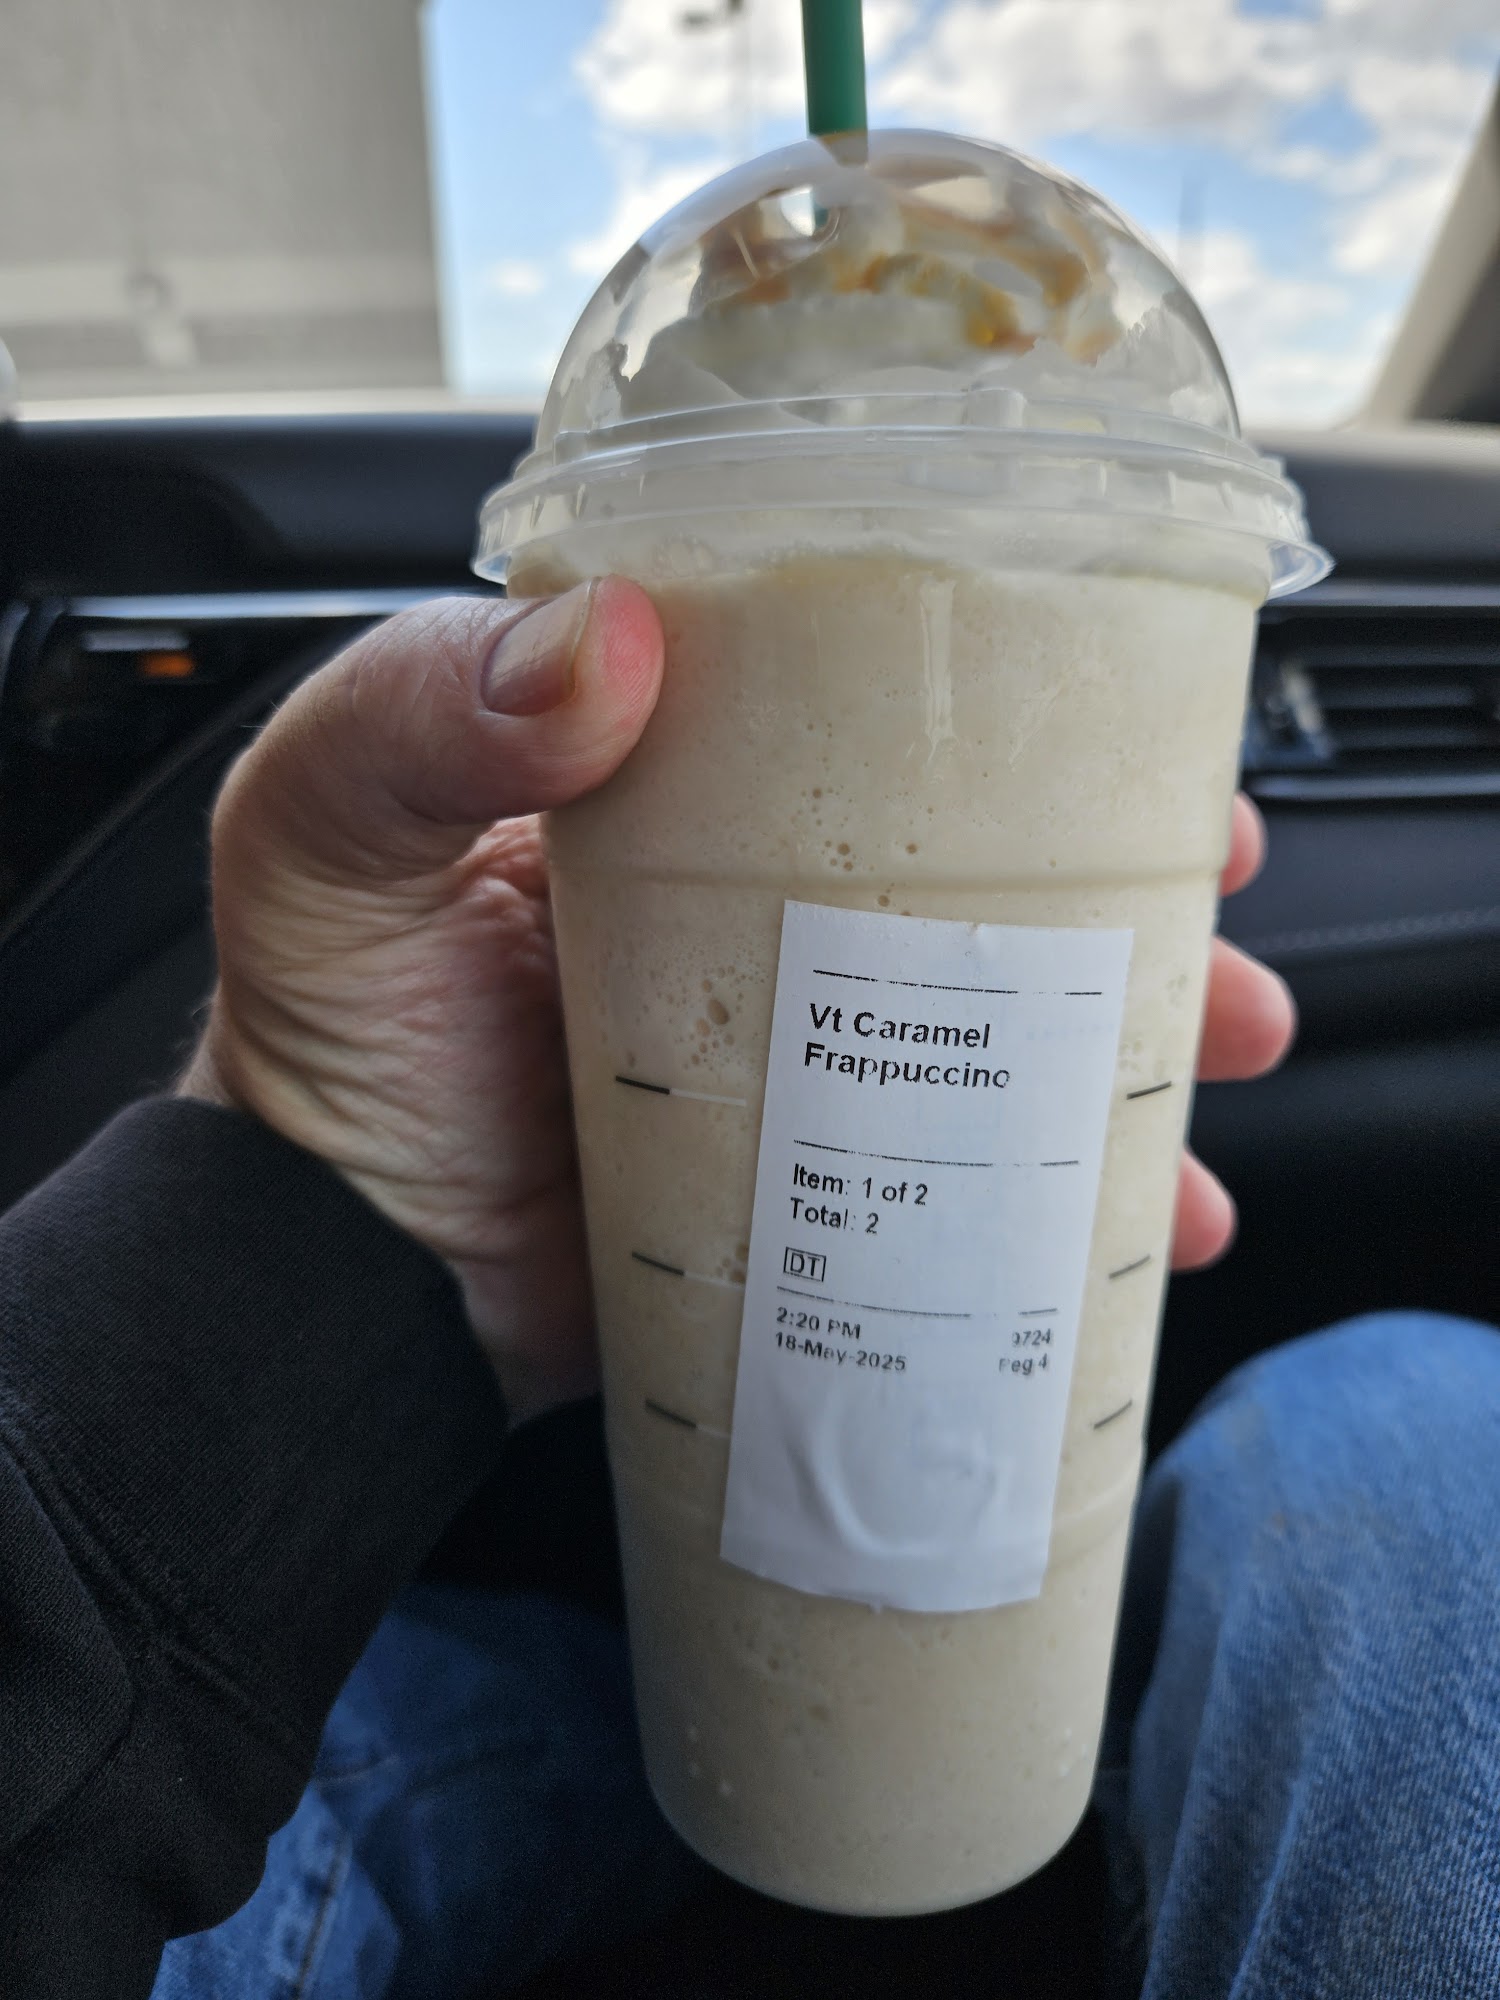 Vt Caramel
Frappuccino
Item: 1 of 2
Total: 2
DT
2:20 PM 9724
18-May-2025 Reg 4